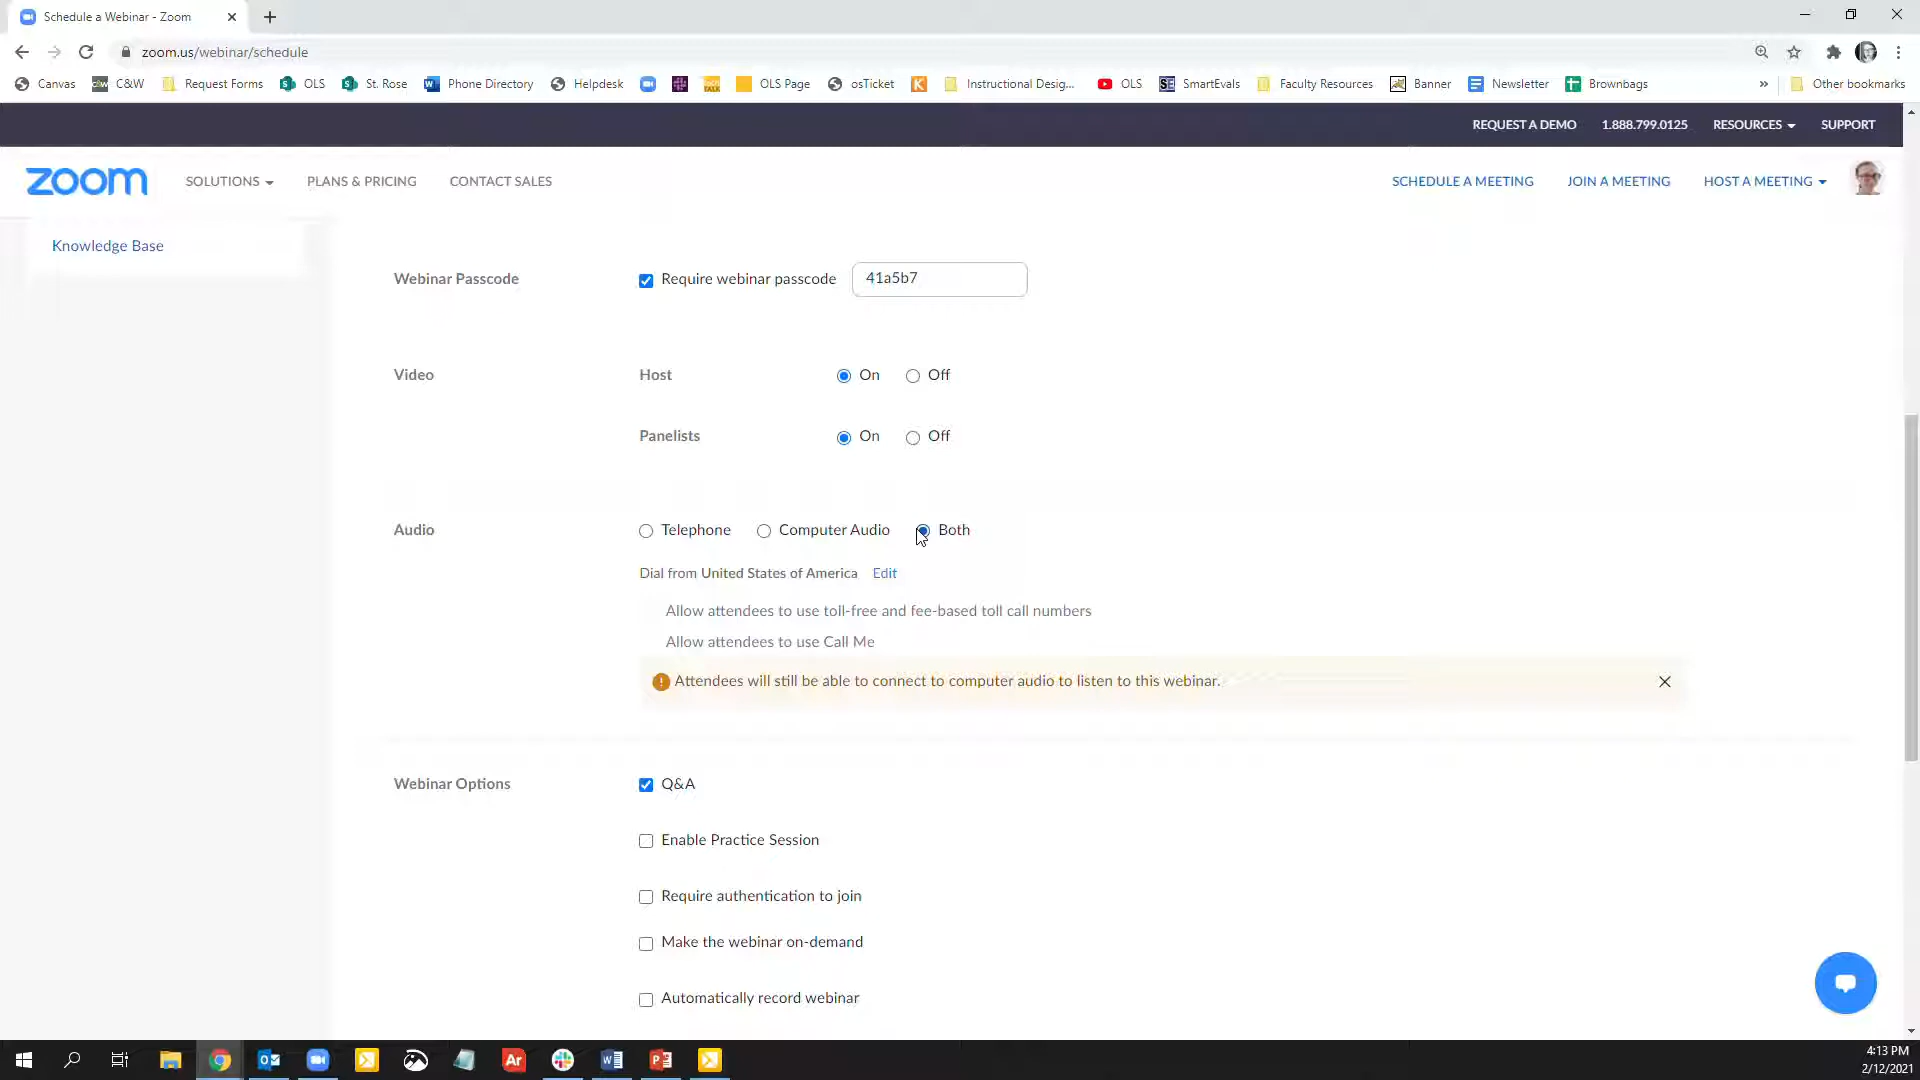 Schedule a Webinar - Zoom
zoom.us/webinar/schedule
Canvas C&W Request Forms OLS St. Rose Phone Directory Helpdesk OLS Page osTicket Instructional Desig... OLS SmartEvals Faculty Resources Banner Newsletter Brownbags » Other bookmarks
REQUEST A DEMO 1.888.799.0125 RESOURCES SUPPORT
zoom SOLUTIONS PLANS & PRICING CONTACT SALES SCHEDULE A MEETING JOIN A MEETING HOST A MEETING
Knowledge Base
Webinar Passcode Require webinar passcode 41a5b7
Video Host On Off
Panelists On Off
Audio Telephone Computer Audio Both
Dial from United States of America Edit
Allow attendees to use toll-free and fee-based toll call numbers
Allow attendees to use Call Me
Attendees will still be able to connect to computer audio to listen to this webinar.
Webinar Options Q&A
Enable Practice Session
Require authentication to join
Make the webinar on-demand
Automatically record webinar
4:13 PM
2/12/2021